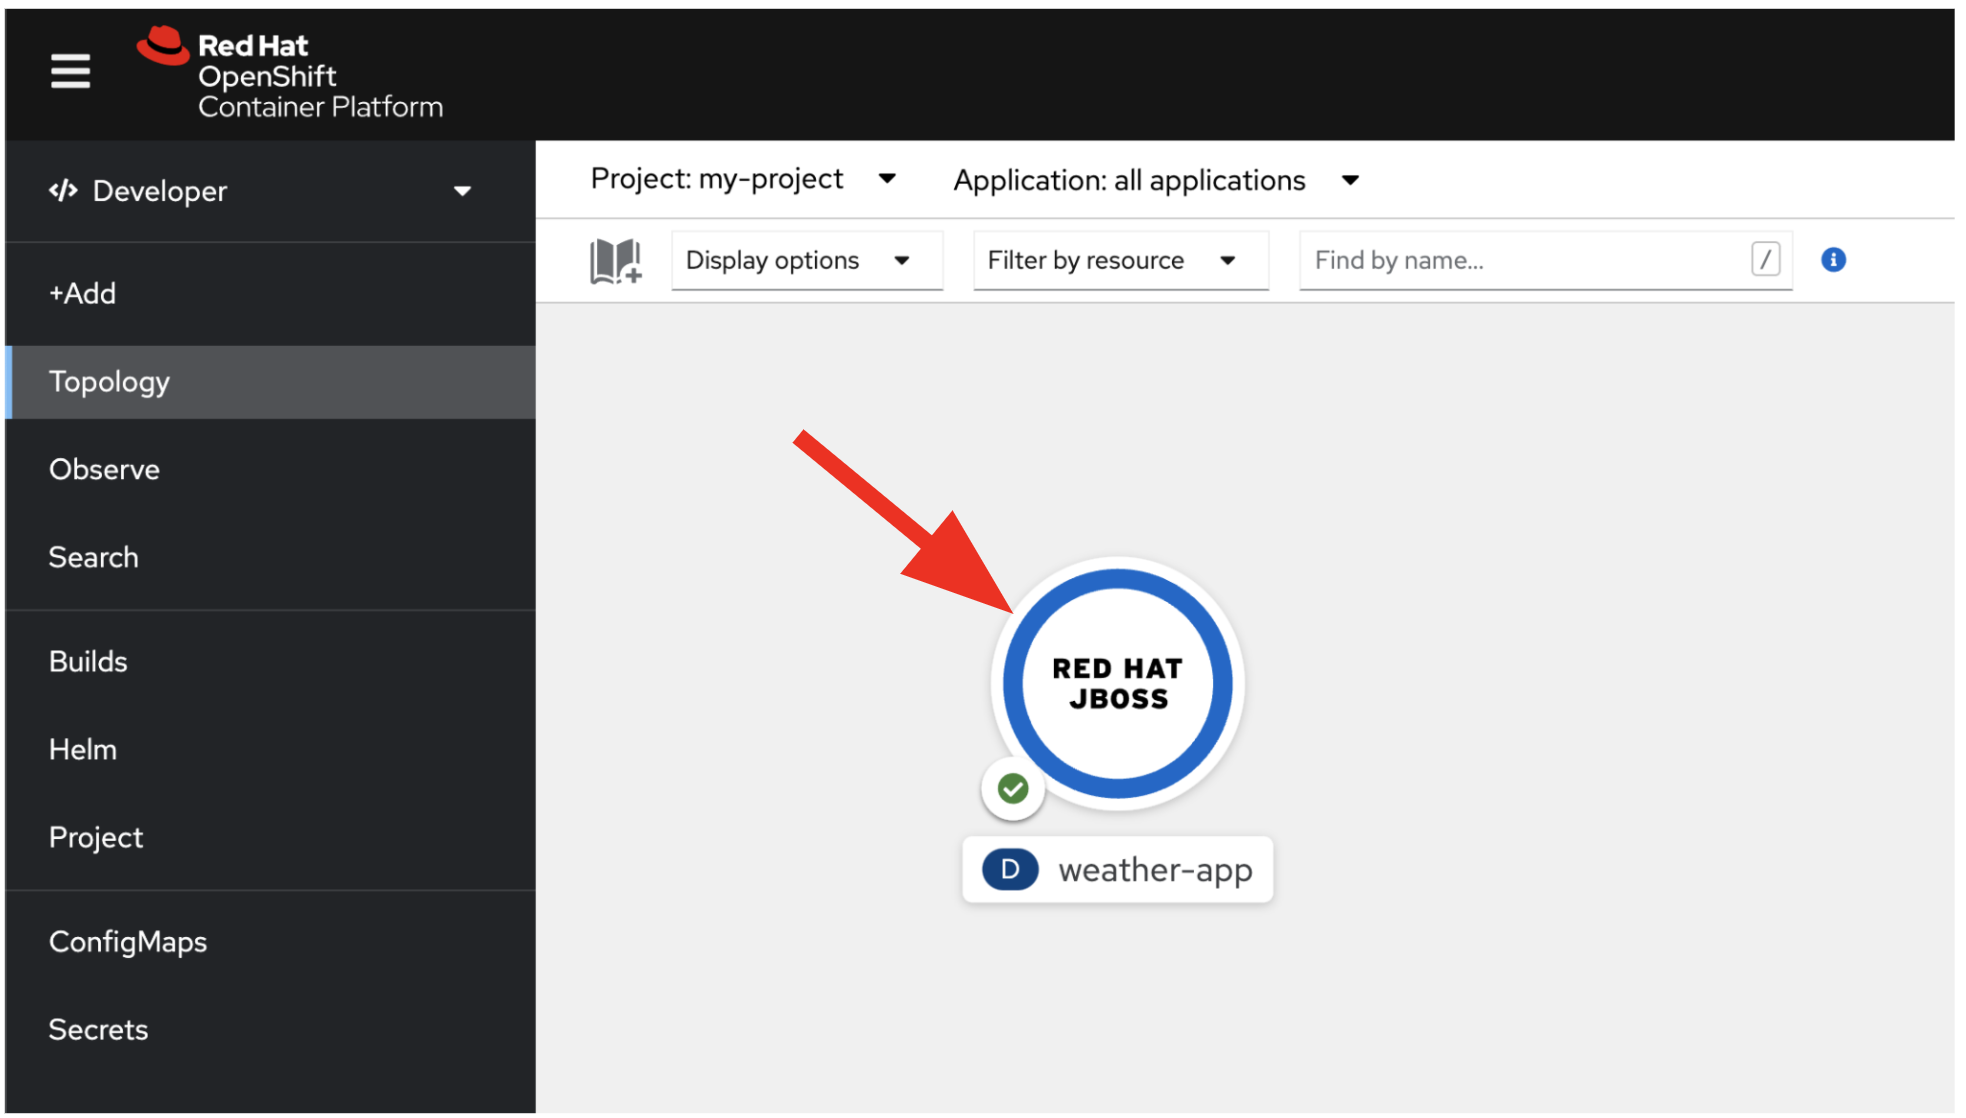 Red Hat
OpenShift
Container Platform
</> Developer
+Add
Topology
Observe
Search
Builds
Helm
Project
ConfigMaps
Secrets
Project: my-project
Application: all applications
Display options
Filter by resource
Find by name...
/
RED HAT
JBOSS
D weather-app